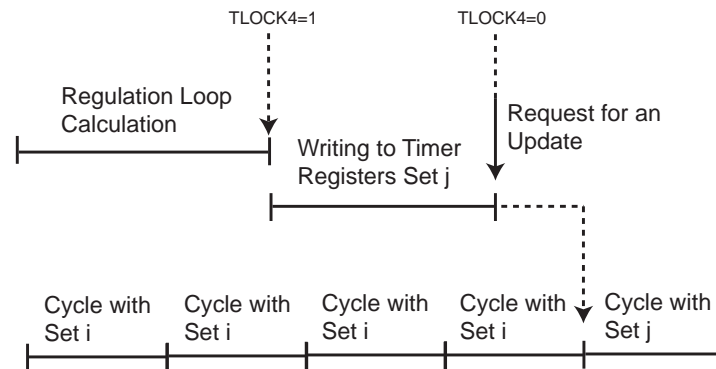 TLOCK4=1
TLOCK4=0
Regulation Loop
Calculation
Request for an
Update
Writing to Timer
Registers Set j
Cycle with
Set i
Cycle with
Set i
Cycle with
Set i
Cycle with
Set i
Cycle with
Set j